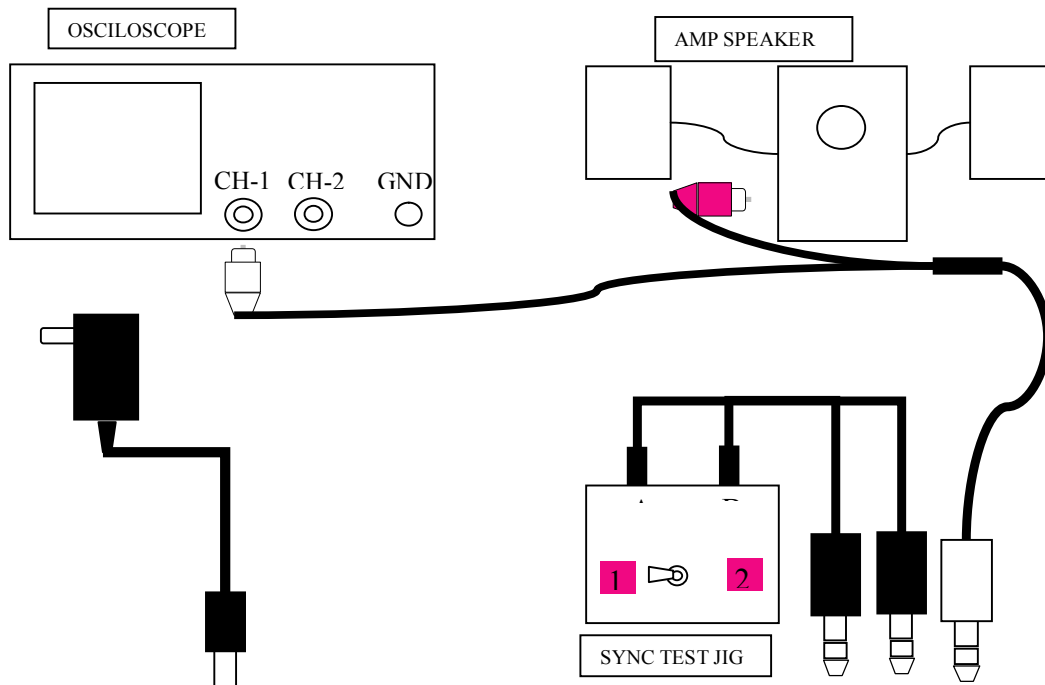 OSCILOSCOPE
AMP SPEAKER
CH-1 CH-2 GND
1 2
SYNC TEST JIG